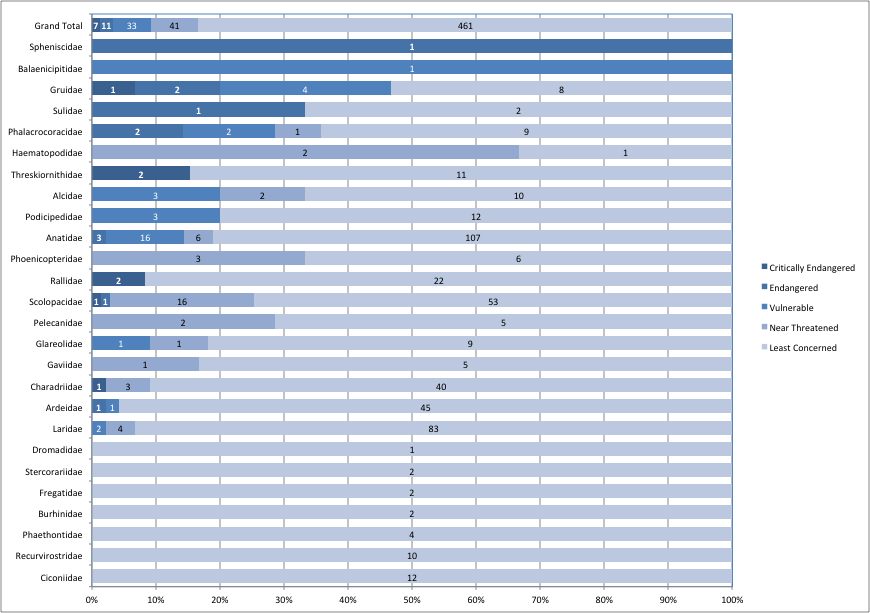 Grand Total 7 11 33 41 461
Spheniscidae 1
Balaenicipitidae 1
Gruidae 1 2 4 8
Sulidae 1 2
Phalacrocoracidae 2 2 1 9
Haematopodidae 2 1
Threskiornithidae 2 11
Alcidae 3 2 10
Podicipedidae 3 12
Anatidae 3 16 6 107
Phoenicopteridae 3 6
Rallidae 2 22
Scolopacidae 1 1 16 53
Pelecanidae 2 5
Glareolidae 1 1 9
Gaviidae 1 5
Charadriidae 1 3 40
Ardeidae 1 1 45
Laridae 2 4 83
Dromadidae 1
Stercorariidae 2
Fregatidae 2
Burhinidae 2
Phaethontidae 4
Recurvirostridae 10
Ciconiidae 12
0% 10% 20% 30% 40% 50% 60% 70% 80% 90% 100%
Critically Endangered
Endangered
Vulnerable
Near Threatened
Least Concerned